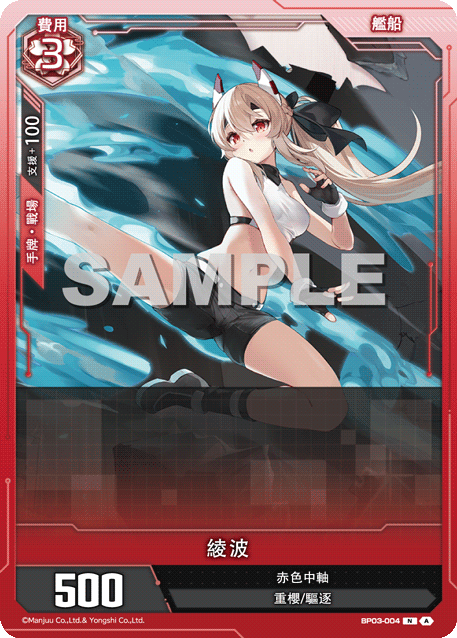 費用
艦船
3
支援+100
手牌・戰場
SAMPLE
綾波
500
赤色中軸
重櫻/驅逐
BP03-004 N A
©Manjuu Co.,Ltd.& Yongshi Co.,Ltd.